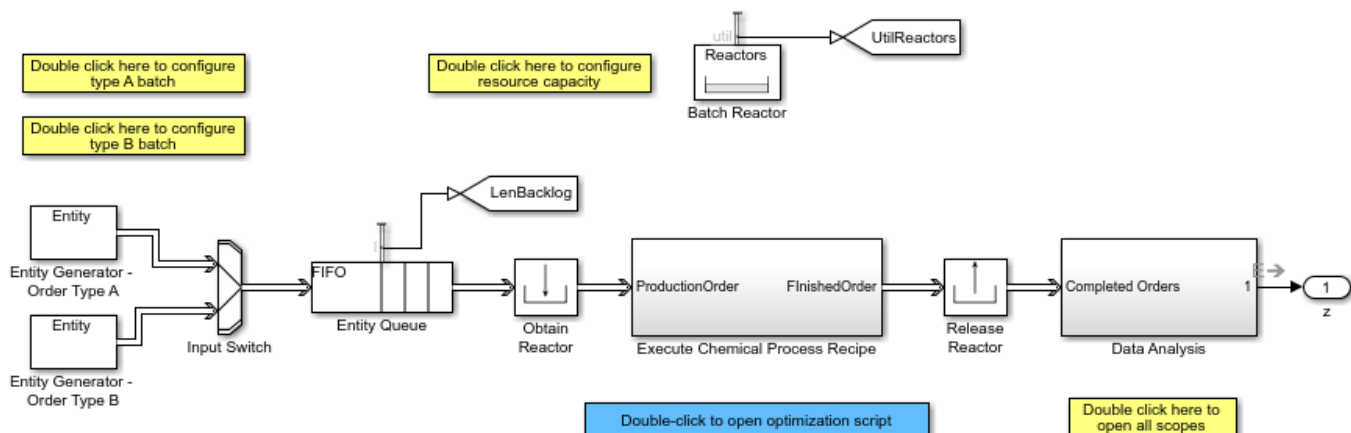 util
Reactors
UtilReactors
Batch Reactor
Double click here to configure
type A batch
Double click here to configure
resource capacity
Double click here to configure
type B batch
LenBacklog
Entity
Entity Generator -
Order Type A
Entity
Entity Generator -
Order Type B
Input Switch
l
FIFO
Entity Queue
Obtain
Reactor
ProductionOrder
FInishedOrder
Execute Chemical Process Recipe
Release
Reactor
Completed Orders
1
Data Analysis
E
1
z
Double-click to open optimization script
Double click here to
open all scopes